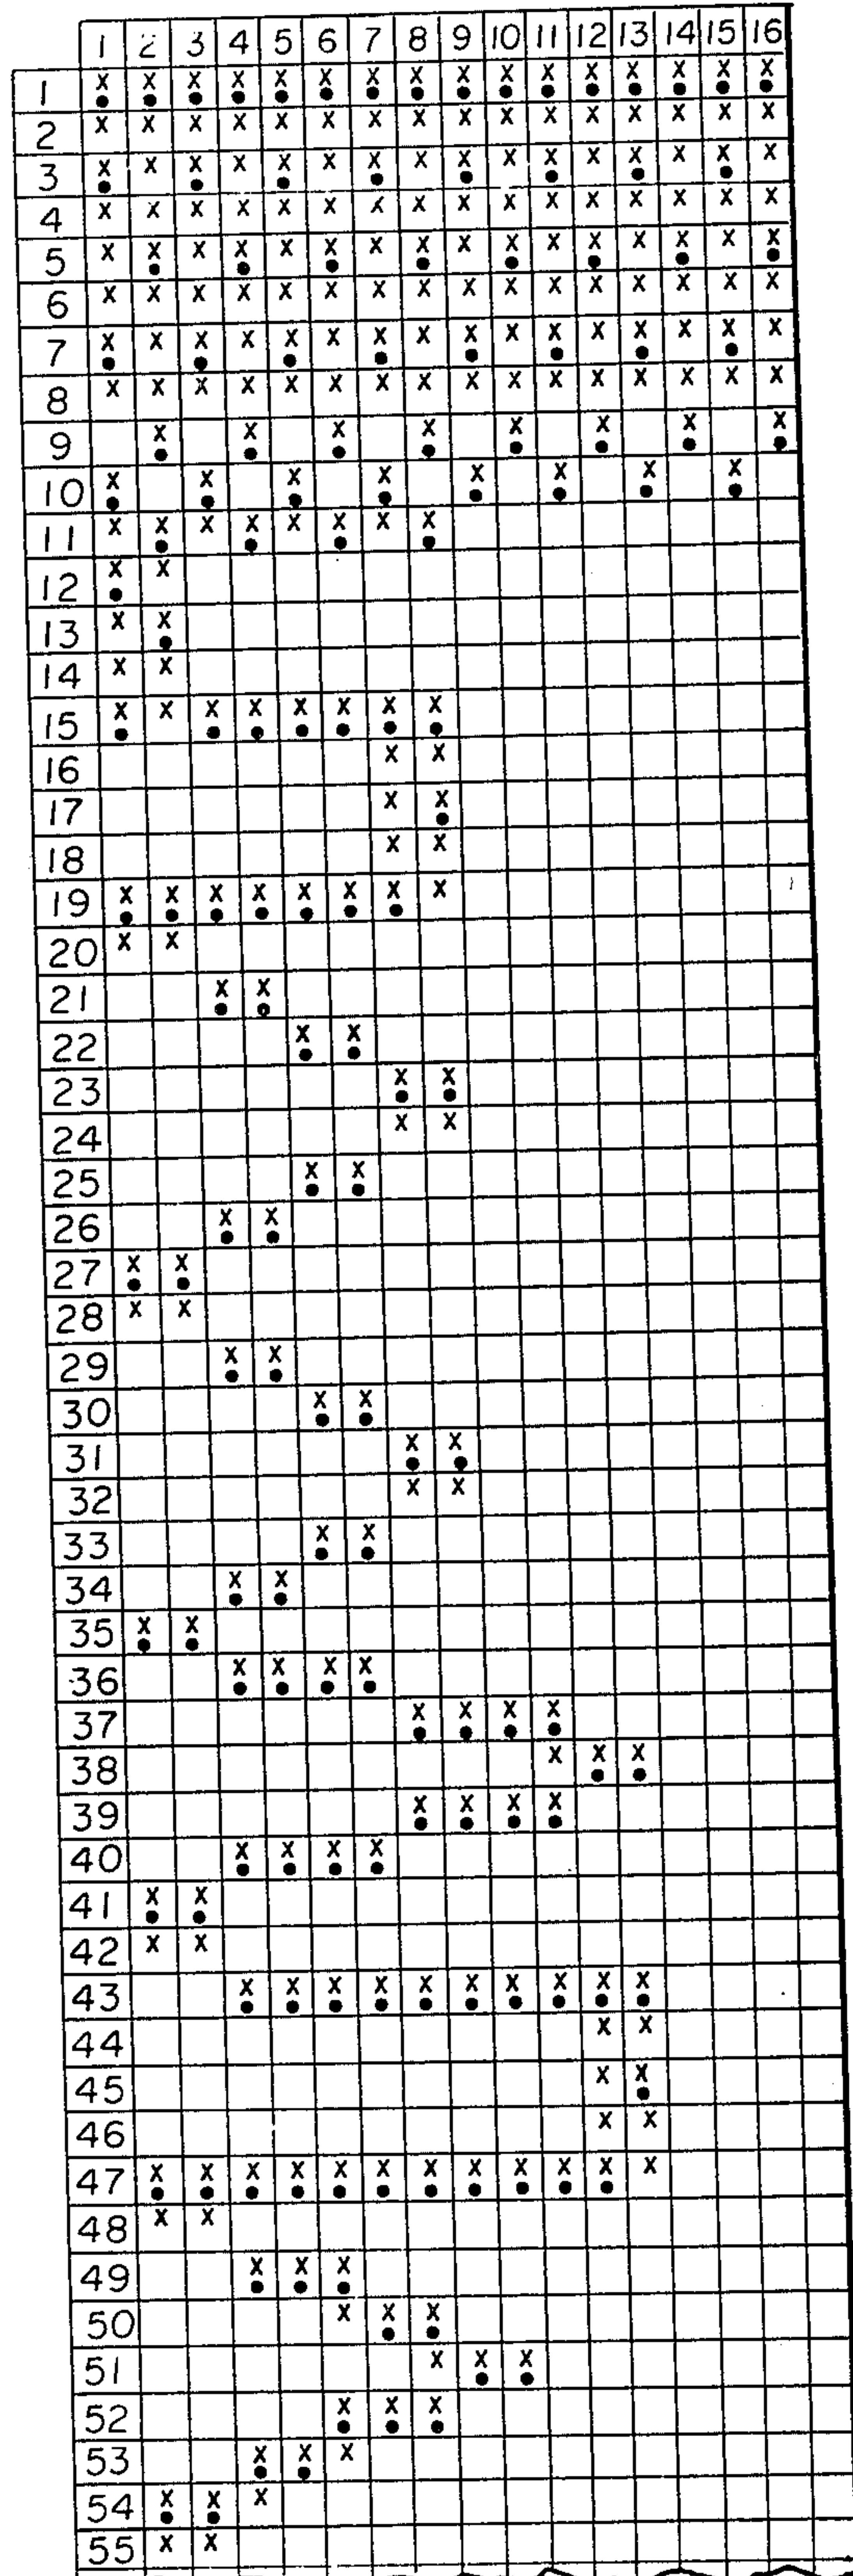 1 2 3 4 5 6 7 8 9 10 11 12 13 14 15 16
1 X X X X X X X X X X X X X X X X
2 X X X X X X X X X X X X X X X X
3 X X X X X X X X X X X X X X X X
4 X X X X X X X X X X X X X X X X
5 X X X X X X X X X X X X X X X X
6 X X X X X X X X X X X X X X X X
7 X X X X X X X X X X X X X X X X
8 X X X X X X X X X X X X X X X X
9 X X X X X X X X
10 X X X X X X X X
11 X X X X X X X X
12 X X
13 X X
14 X X
15 X X X X X X X X
16 X X
17 X X
18 X X
19 X X X X X X X X
20 X X
21 X X
22 X X
23 X X
24 X X
25 X X
26 X X
27 X X
28 X X
29 X X
30 X X
31 X X
32 X X
33 X X
34 X X
35 X X
36 X X X X
37 X X X X
38 X X X
39 X X X X
40 X X X X
41 X X
42 X X
43 X X X X X X X X X X
44 X X
45 X X
46 X X
47 X X X X X X X X X X X X
48 X X
49 X X X
50 X X X
51 X X X
52 X X X
53 X X X
54 X X X
55 X X